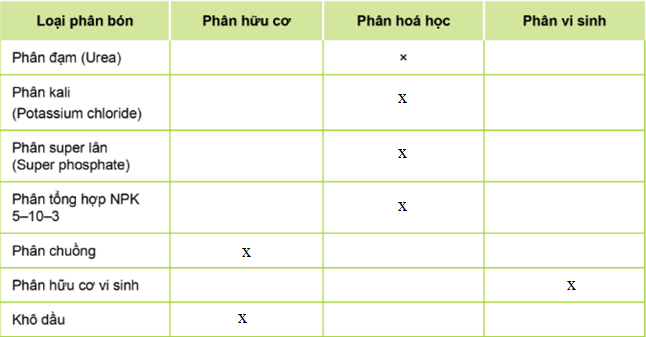 Loại phân bón Phân hữu cơ Phân hoá học Phân vi sinh
Phân đạm (Urea) ×
Phân kali
(Potassium chloride) x
Phân super lân
(Super phosphate) x
Phân tổng hợp NPK
5–10–3 x
Phân chuồng x
Phân hữu cơ vi sinh x
Khô dầu x